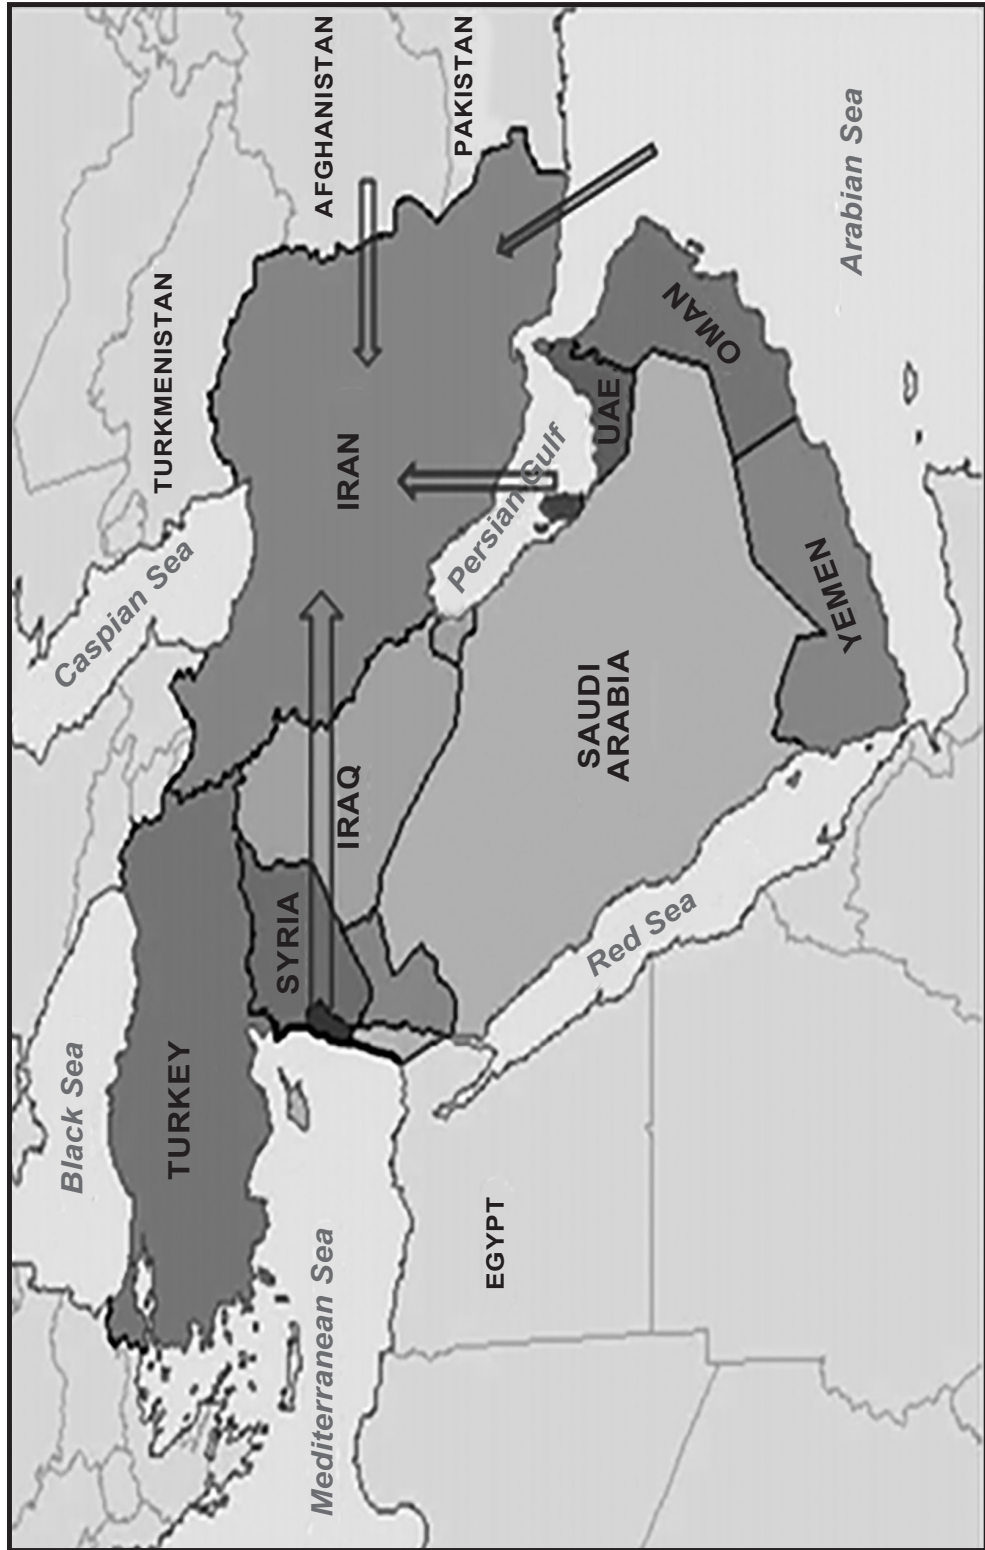 Black Sea
Caspian Sea
TURKMENISTAN
TURKEY
SYRIA
Mediterranean Sea
AFGHANISTAN
IRAQ
IRAN
PAKISTAN
EGYPT
Persian Gulf
SAUDI
ARABIA
UAE
Red Sea
OMAN
YEMEN
Arabian Sea